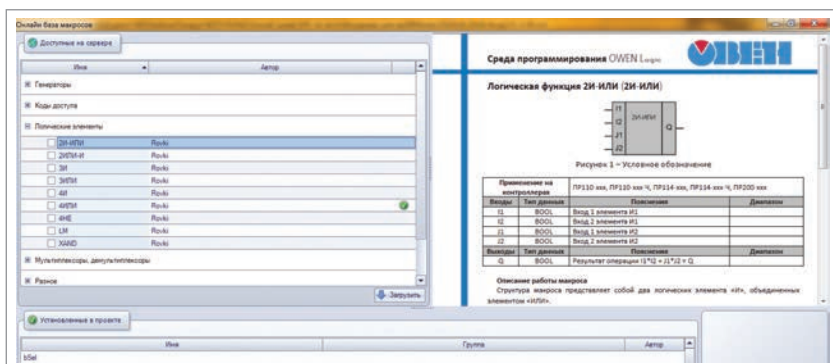 Онлайн база макросов
Доступные на сервере
Имя Автор
Генераторы
Коды доступа
Логические элементы
2И-ИЛИ Rovki
2ИЛИ-И Rovki
3И Rovki
3ИЛИ Rovki
4И Rovki
4ИЛИ Rovki
4НЕ Rovki
LM Rovki
XAND Rovki
Мультиплексоры, демультиплексоры
Разное
Загрузить
Среда программирования OWEN Logic
ОВЕН
Логическая функция 2И-ИЛИ (2И-ИЛИ)
I1
I2
J1
J2
2И-ИЛИ
Q
Рисунок 1 – Условное обозначение
Применение на контроллерах ПР110-xxx, ПР110-xxx Ч, ПР114-xxx, ПР114-xxx Ч, ПР200-xxx
Входы Тип данных Пояснение Диапазон
I1 BOOL Вход 1 элемента И1
I2 BOOL Вход 2 элемента И1
J1 BOOL Вход 1 элемента И2
J2 BOOL Вход 2 элемента И2
Выходы Тип данных Пояснение Диапазон
Q BOOL Результат операции I1*I2 + J1*J2 = Q
Описание работы макроса
Структура макроса представляет собой два логических элемента «И», объединенных
элементом «ИЛИ».
Установленные в проекте
Имя Группа Автор
bSel